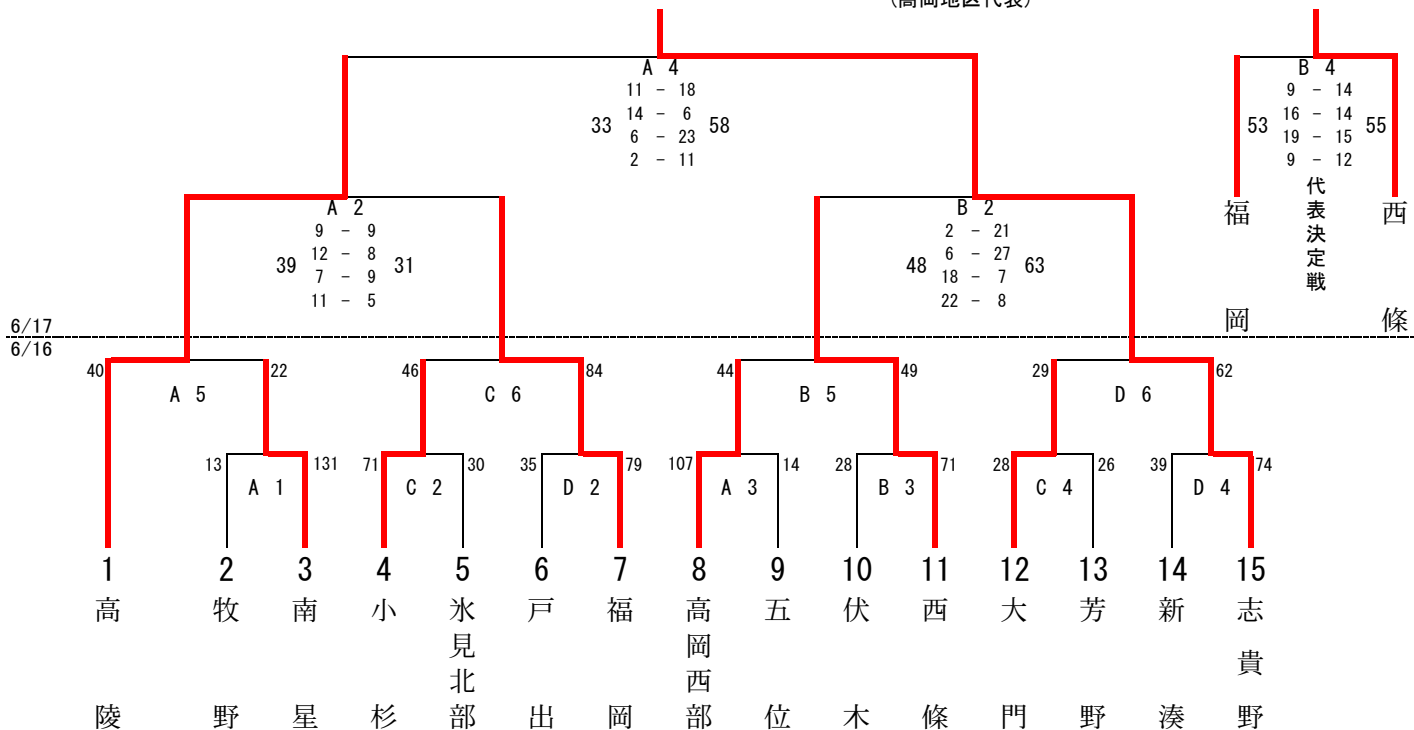 (高岡地区代表)
A 4
11 - 18
14 - 6
33 58
6 - 23
2 - 11
B 4
9 - 14
16 - 14
53 55
19 - 15
9 - 12
代表決定戦
福岡
西條
A 2
9 - 9
12 - 8
39 31
7 - 9
11 - 5
B 2
2 - 21
6 - 27
48 63
18 - 7
22 - 8
6/17
6/16
40 22 46 84 44 49 29 62
A 5 C 6 B 5 D 6
13 131 71 30 35 79 107 14 28 71 28 26 39 74
A 1 C 2 D 2 A 3 B 3 C 4 D 4
1 2 3 4 5 6 7 8 9 10 11 12 13 14 15
高陵
牧野
南星
小杉
氷見北部
戸出
福岡
高岡西部
五位
伏木
西條
大門
芳野
新湊
志貴野